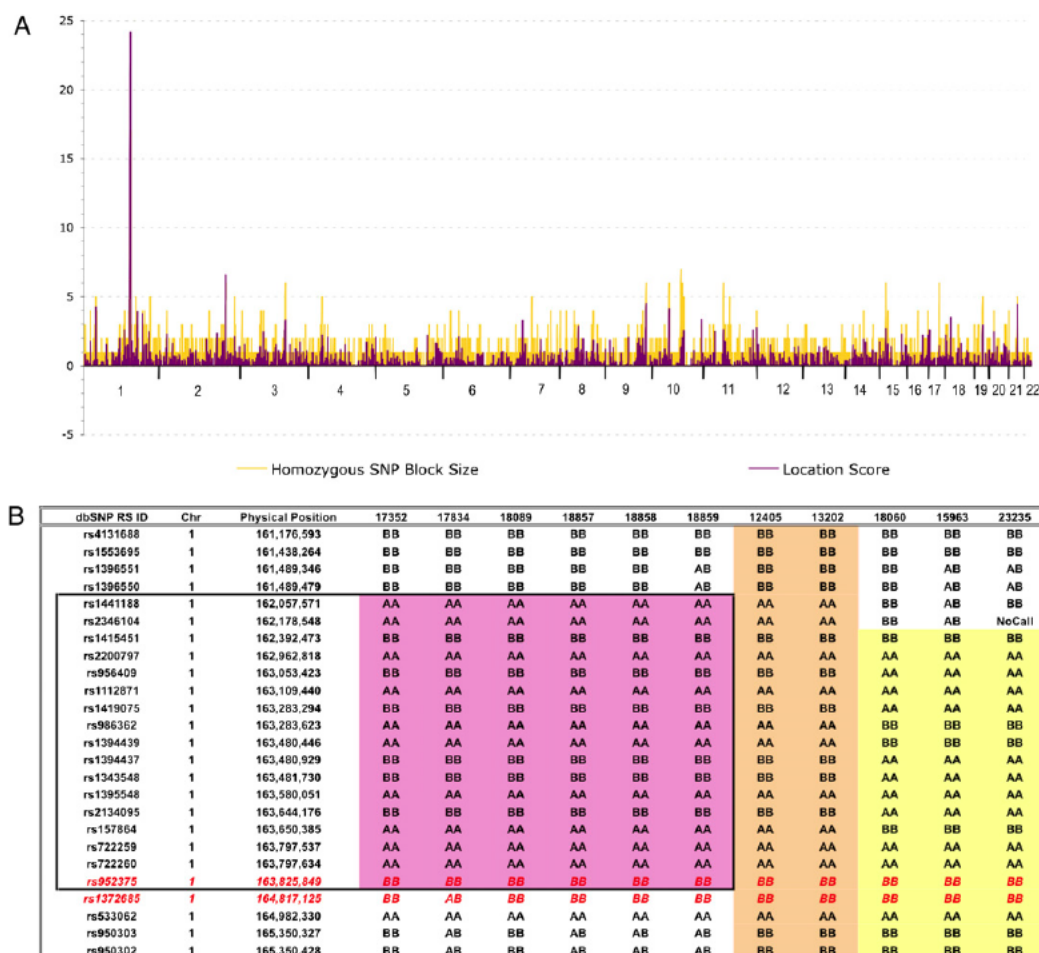 A
25
20
15
10
5
0
-5
1 2 3 4 5 6 7 8 9 10 11 12 13 14 15 16 17 18 19 20 21 22
Homozygous SNP Block Size Location Score
B
dbSNP RS ID Chr Physical Position 17352 17834 18089 18857 18858 18859 12405 13202 18060 15963 23235
rs4131688 1 161,176,593 BB BB BB BB BB BB BB BB BB BB BB
rs1553695 1 161,438,264 BB BB BB BB BB BB BB BB BB BB BB
rs1396551 1 161,489,346 BB BB BB BB BB AB BB BB BB AB AB
rs1396550 1 161,489,479 BB BB BB BB BB AB BB BB BB AB AB
rs1441188 1 162,057,571 AA AA AA AA AA AA AA AA BB AB BB
rs2346104 1 162,178,548 AA AA AA AA AA AA AA AA BB AB NoCall
rs1415451 1 162,392,473 BB BB BB BB BB BB BB BB BB BB BB
rs2200797 1 162,962,818 AA AA AA AA AA AA AA AA AA AA AA
rs956409 1 163,053,423 BB BB BB BB BB BB BB BB AA AA AA
rs1112871 1 163,109,440 AA AA AA AA AA AA AA AA AA AA AA
rs1419075 1 163,283,294 BB BB BB BB BB BB BB BB AA AA AA
rs986362 1 163,283,623 AA AA AA AA AA AA AA AA BB BB BB
rs1394439 1 163,480,446 AA AA AA AA AA AA AA AA BB BB BB
rs1394437 1 163,480,929 BB BB BB BB BB BB BB BB AA AA AA
rs1343548 1 163,481,730 BB BB BB BB BB BB BB BB AA AA AA
rs1395548 1 163,580,051 AA AA AA AA AA AA AA AA AA AA AA
rs2134095 1 163,644,176 BB BB BB BB BB BB BB BB AA AA AA
rs157864 1 163,650,385 AA AA AA AA AA AA AA AA BB BB BB
rs722259 1 163,797,537 AA AA AA AA AA AA AA AA AA AA AA
rs722260 1 163,797,634 AA AA AA AA AA AA AA AA AA AA AA
rs952375 1 163,825,849 BB BB BB BB BB BB BB BB BB BB BB
rs1372685 1 164,817,125 BB AB BB BB BB BB BB BB BB BB BB
rs533062 1 164,982,330 AA AA AA AA AA AA AA AA AA AA AA
rs950303 1 165,350,327 BB AB BB AB AB AB BB BB BB BB BB
rs950302 1 165,350,428 BB AB BB AB AB AB BB BB BB BB BB